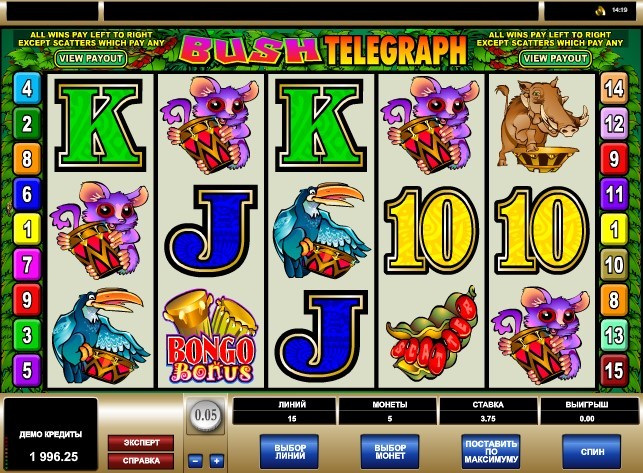 14:19
ALL WINS PAY LEFT TO RIGHT
EXCEPT SCATTERS WHICH PAY ANY
VIEW PAYOUT
BUSH TELEGRAPH
ALL WINS PAY LEFT TO RIGHT
EXCEPT SCATTERS WHICH PAY ANY
VIEW PAYOUT
4
K
K
14
2
12
8
9
6
J
10
10
11
1
1
7
10
9
BONGO
BONUS
J
SCATTER
8
3
13
5
15
0.05
ЛИНИЙ
МОНЕТЫ
СТАВКА
ВЫИГРЫШ
15
5
3.75
0.00
ДЕМО КРЕДИТЫ
1 996.25
ЭКСПЕРТ
СПРАВКА
ВЫБОР
ЛИНИЙ
ВЫБОР
МОНЕТ
ПОСТАВИТЬ
ПО
МАКСИМУМУ
СПИН